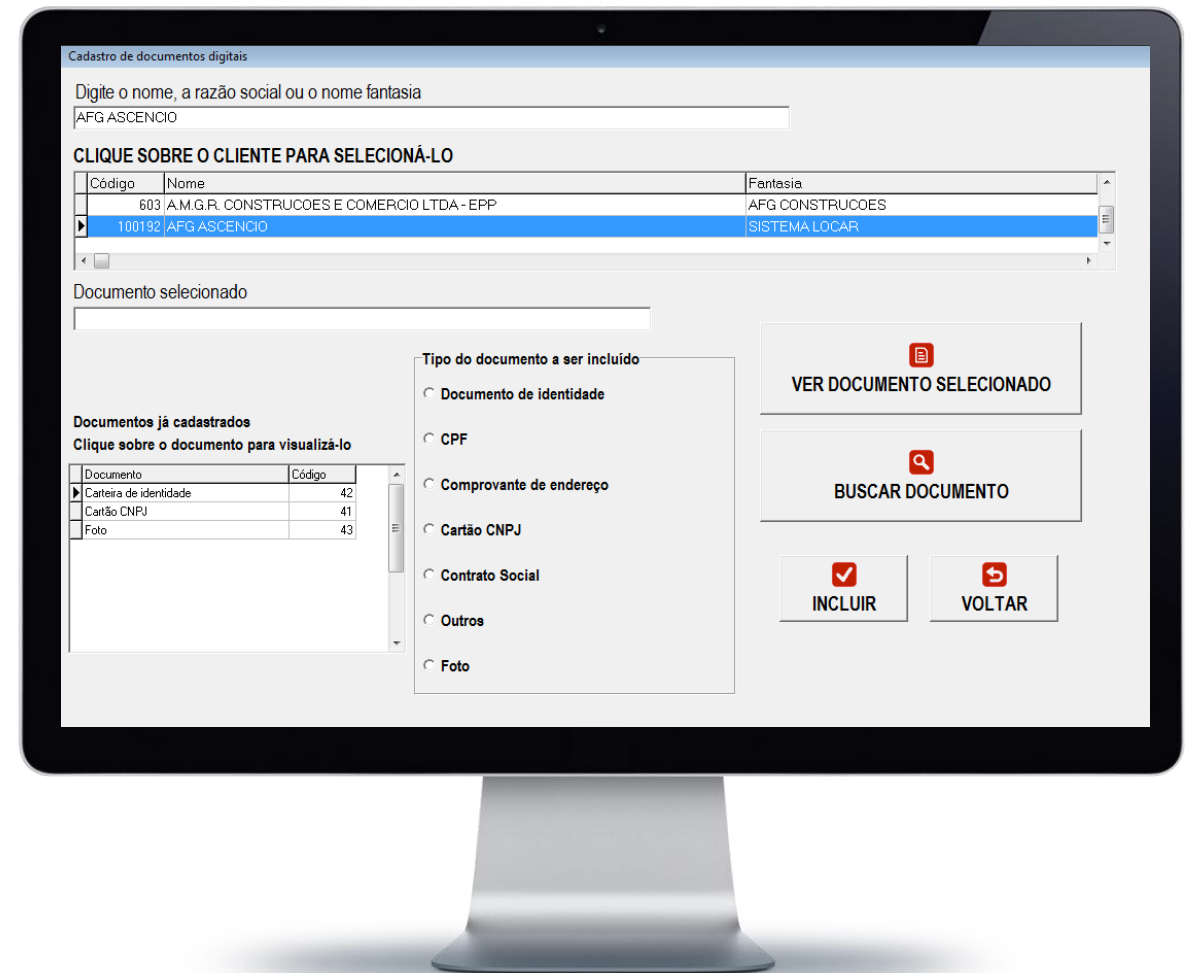 Cadastro de documentos digitais
Digite o nome, a razão social ou o nome fantasia
AFG ASCENCIO
CLIQUE SOBRE O CLIENTE PARA SELECIONÁ-LO
Código Nome Fantasia
603 A.M.G.R. CONSTRUCOES E COMERCIO LTDA - EPP AFG CONSTRUCOES
100192 AFG ASCENCIO SISTEMA LOCAR
Documento selecionado
Documentos já cadastrados
Clique sobre o documento para visualizá-lo
Documento Código
Carteira de identidade 42
Cartão CNPJ 41
Foto 43
Tipo do documento a ser incluído
Documento de identidade
CPF
Comprovante de endereço
Cartão CNPJ
Contrato Social
Outros
Foto
VER DOCUMENTO SELECIONADO
BUSCAR DOCUMENTO
INCLUIR
VOLTAR